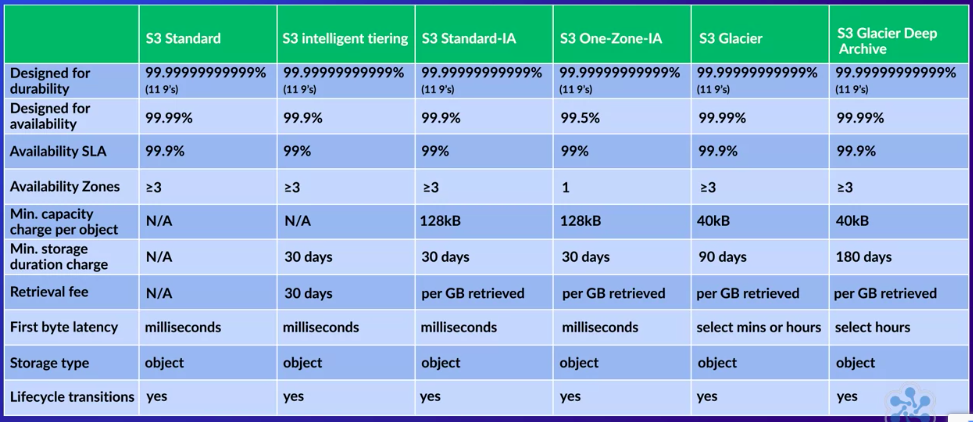 S3 Standard S3 intelligent tiering S3 Standard-IA S3 One-Zone-IA S3 Glacier S3 Glacier Deep Archive
Designed for durability 99.99999999999% (11 9's) 99.99999999999% (11 9's) 99.99999999999% (11 9's) 99.99999999999% (11 9's) 99.99999999999% (11 9's) 99.99999999999% (11 9's)
Designed for availability 99.99% 99.9% 99.9% 99.5% 99.99% 99.99%
Availability SLA 99.9% 99% 99% 99% 99.9% 99.9%
Availability Zones ≥3 ≥3 ≥3 1 ≥3 ≥3
Min. capacity charge per object N/A N/A 128kB 128kB 40kB 40kB
Min. storage duration charge N/A 30 days 30 days 30 days 90 days 180 days
Retrieval fee N/A 30 days per GB retrieved per GB retrieved per GB retrieved per GB retrieved
First byte latency milliseconds milliseconds milliseconds milliseconds select mins or hours select hours
Storage type object object object object object object
Lifecycle transitions yes yes yes yes yes yes